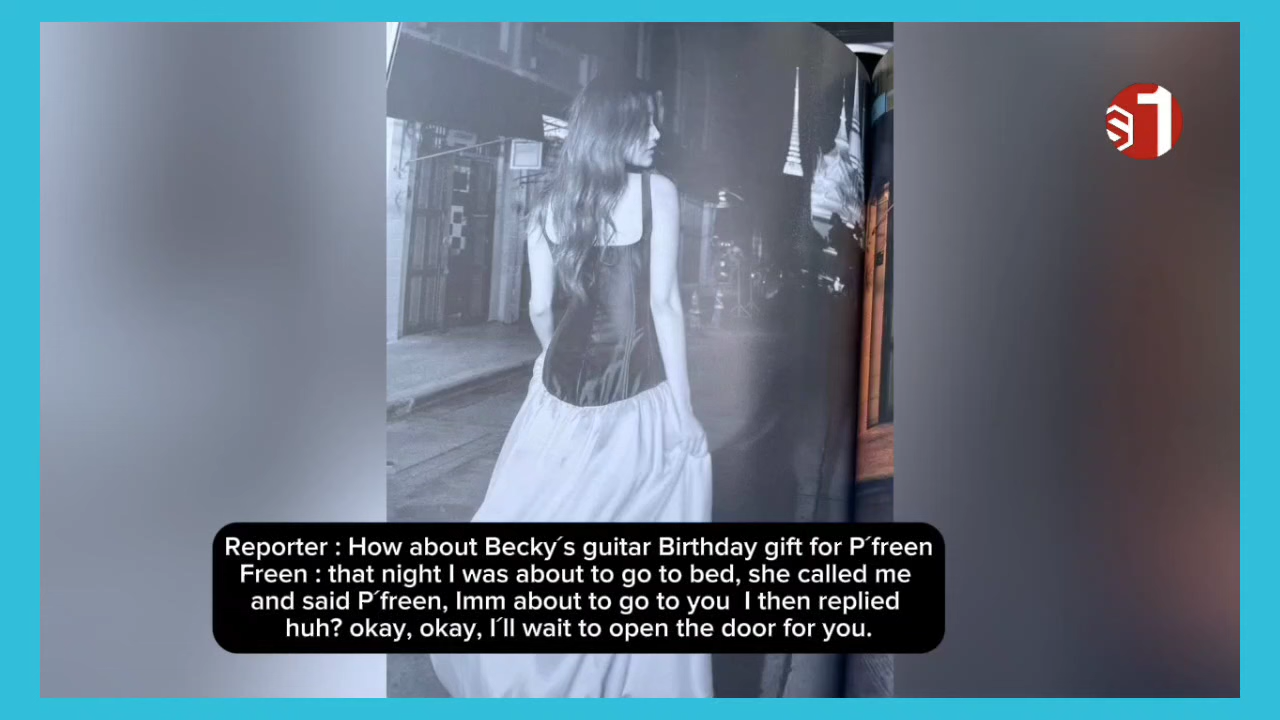 Reporter : How about Becky´s guitar Birthday gift for P´freen
Freen : that night I was about to go to bed, she called me
and said P´freen, Imm about to go to you  I then replied
huh? okay, okay, I´ll wait to open the door for you.